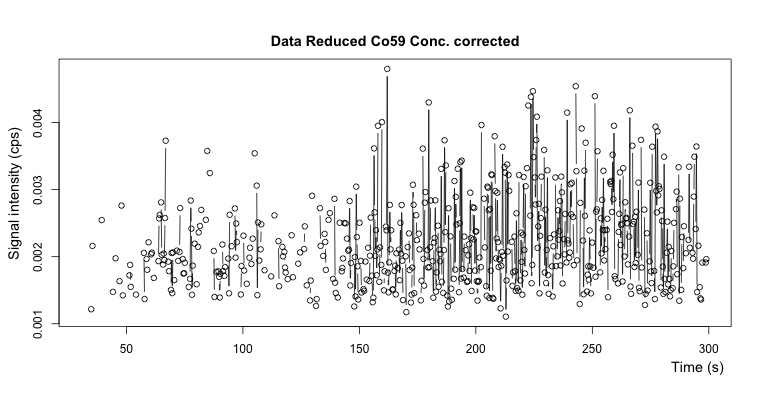 Data Reduced Co59 Conc. corrected
Signal intensity (cps)
0.004
0.003
0.002
0.001
50 100 150 200 250 300
Time (s)